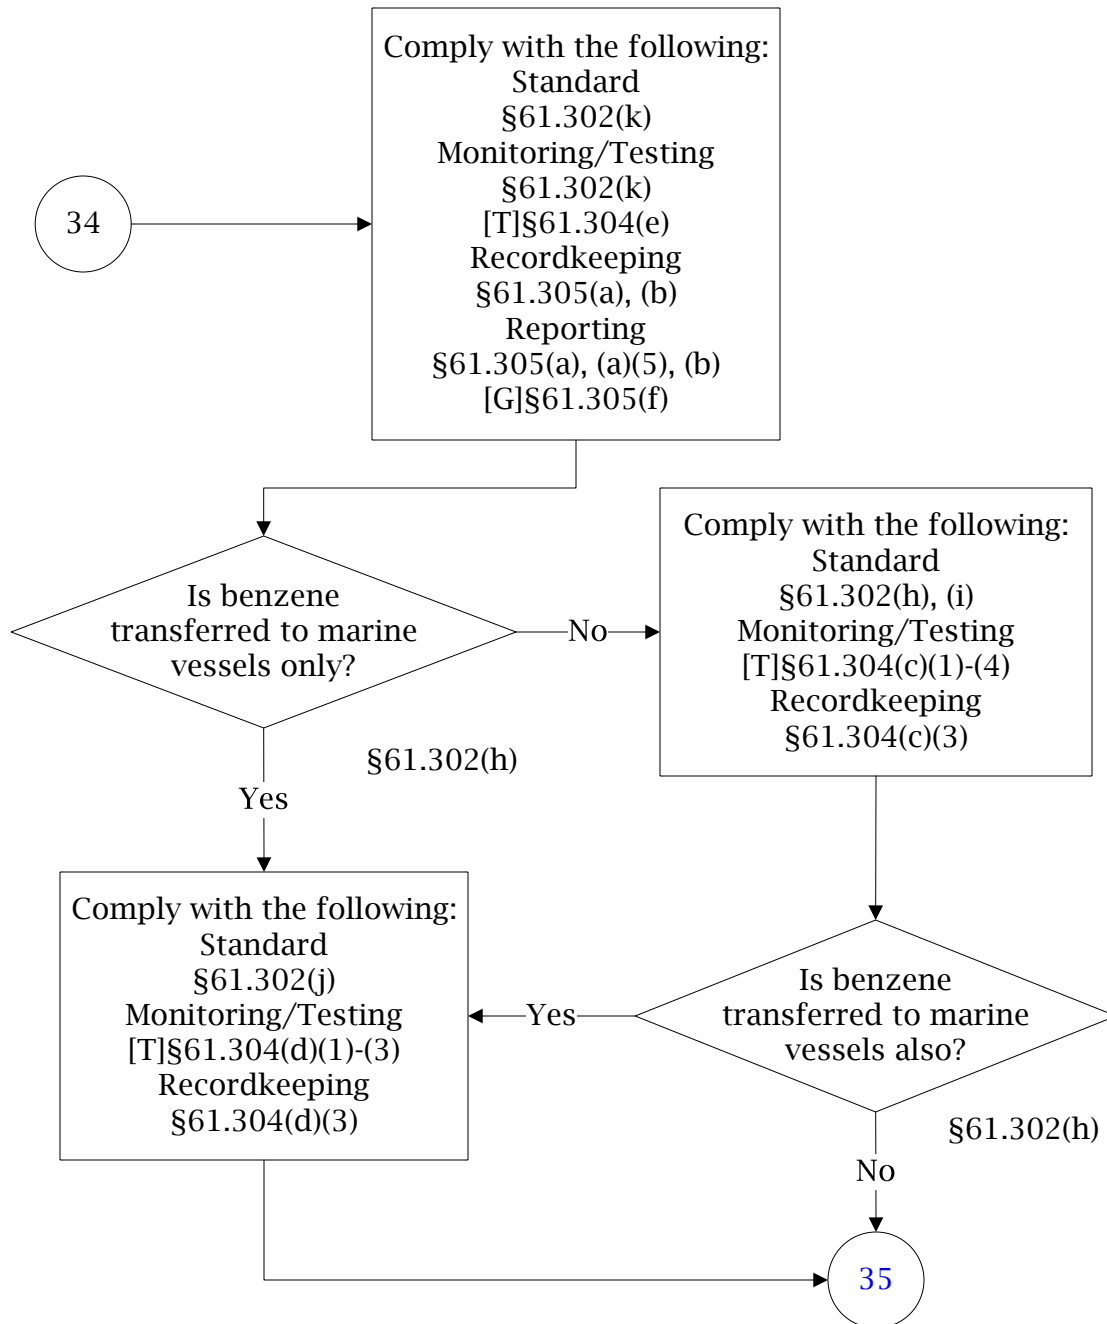 Comply with the following:
Standard
§61.302(k)
Monitoring/Testing
§61.302(k)
[T]§61.304(e)
Recordkeeping
§61.305(a), (b)
Reporting
§61.305(a), (a)(5), (b)
[G]§61.305(f)
34
Is benzene
transferred to marine
vessels only?
No
§61.302(h)
Yes
Comply with the following:
Standard
§61.302(h), (i)
Monitoring/Testing
[T]§61.304(c)(1)-(4)
Recordkeeping
§61.304(c)(3)
Comply with the following:
Standard
§61.302(j)
Monitoring/Testing
[T]§61.304(d)(1)-(3)
Recordkeeping
§61.304(d)(3)
Yes
Is benzene
transferred to marine
vessels also?
§61.302(h)
No
35